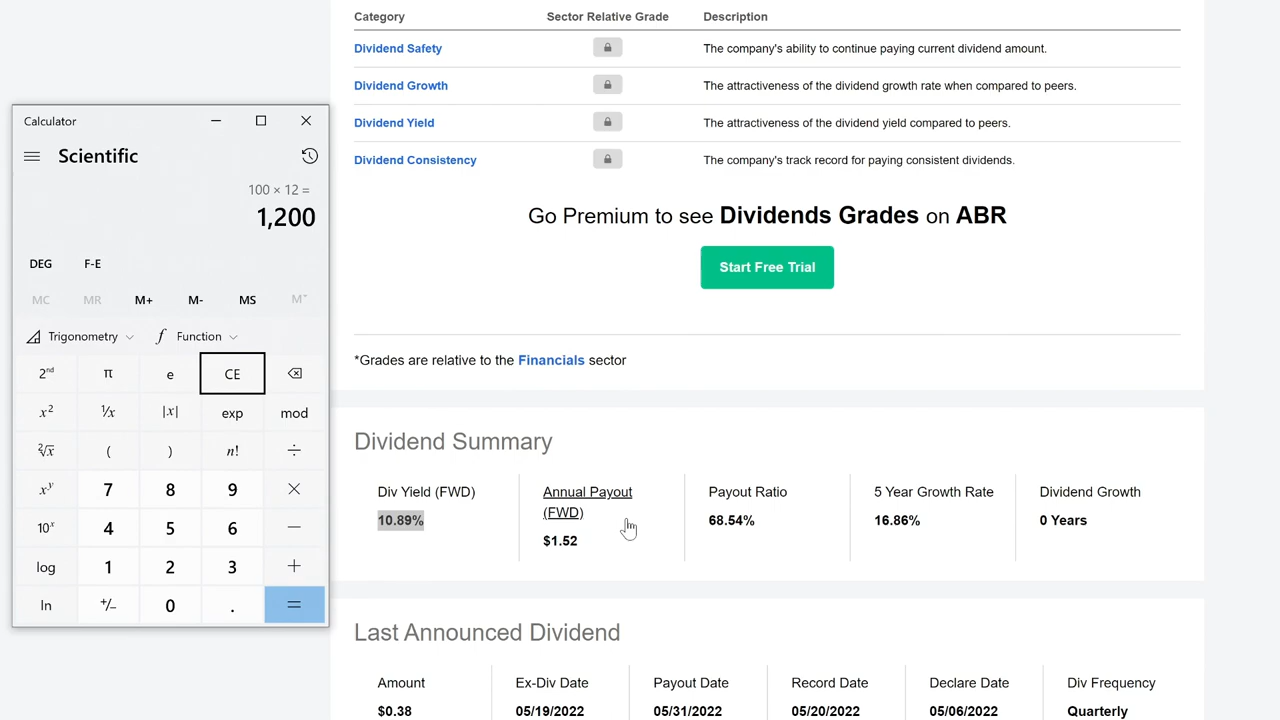 Category Sector Relative Grade Description
Dividend Safety The company's ability to continue paying current dividend amount.
Dividend Growth The attractiveness of the dividend growth rate when compared to peers.
Dividend Yield The attractiveness of the dividend yield compared to peers.
Dividend Consistency The company's track record for paying consistent dividends.
Go Premium to see Dividends Grades on ABR
Start Free Trial
*Grades are relative to the Financials sector
Calculator
Scientific
100 × 12 =
1,200
DEG F-E
MC MR M+ M- MS M˅
Trigonometry f Function
2ⁿᵈ π e CE
x² ¹/x |x| exp mod
²√x ( ) n! ÷
xʸ 7 8 9 ×
10ˣ 4 5 6 −
log 1 2 3 +
ln +/− 0 . =
Dividend Summary
Div Yield (FWD) Annual Payout (FWD) Payout Ratio 5 Year Growth Rate Dividend Growth
10.89% $1.52 68.54% 16.86% 0 Years
Last Announced Dividend
Amount Ex-Div Date Payout Date Record Date Declare Date Div Frequency
$0.38 05/19/2022 05/31/2022 05/20/2022 05/06/2022 Quarterly